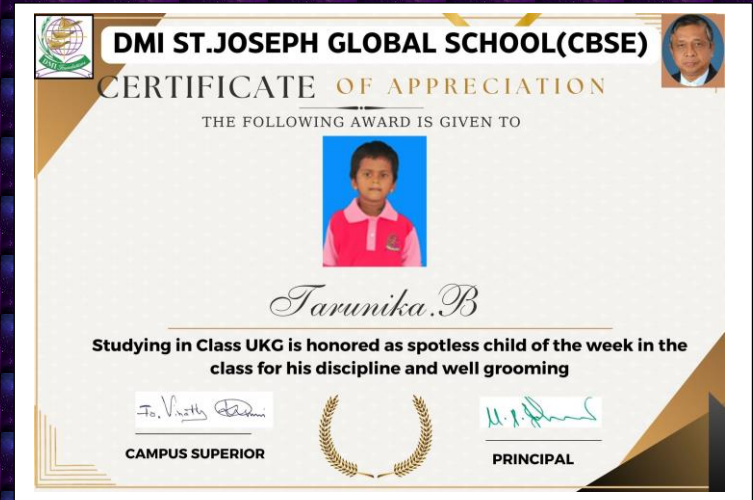 DMI ST.JOSEPH GLOBAL SCHOOL(CBSE)
CERTIFICATE OF APPRECIATION
THE FOLLOWING AWARD IS GIVEN TO
Tarunika.B
Studying in Class UKG is honored as spotless child of the week in the
class for his discipline and well grooming
CAMPUS SUPERIOR
PRINCIPAL